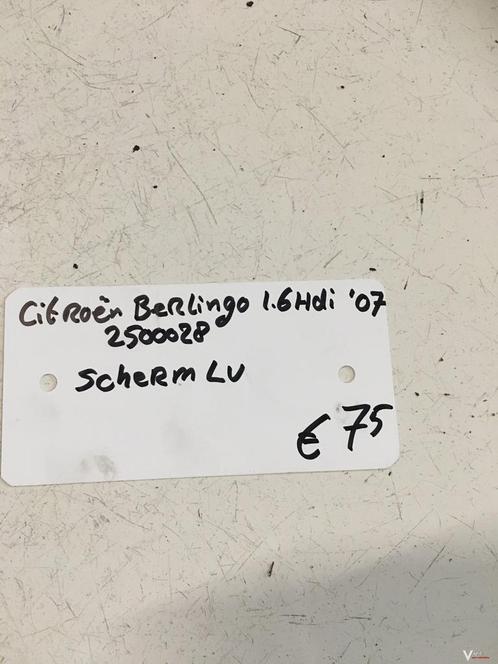 Citroën Berlingo 1.6Hdi '07
2500028
Scherm LV
€ 75